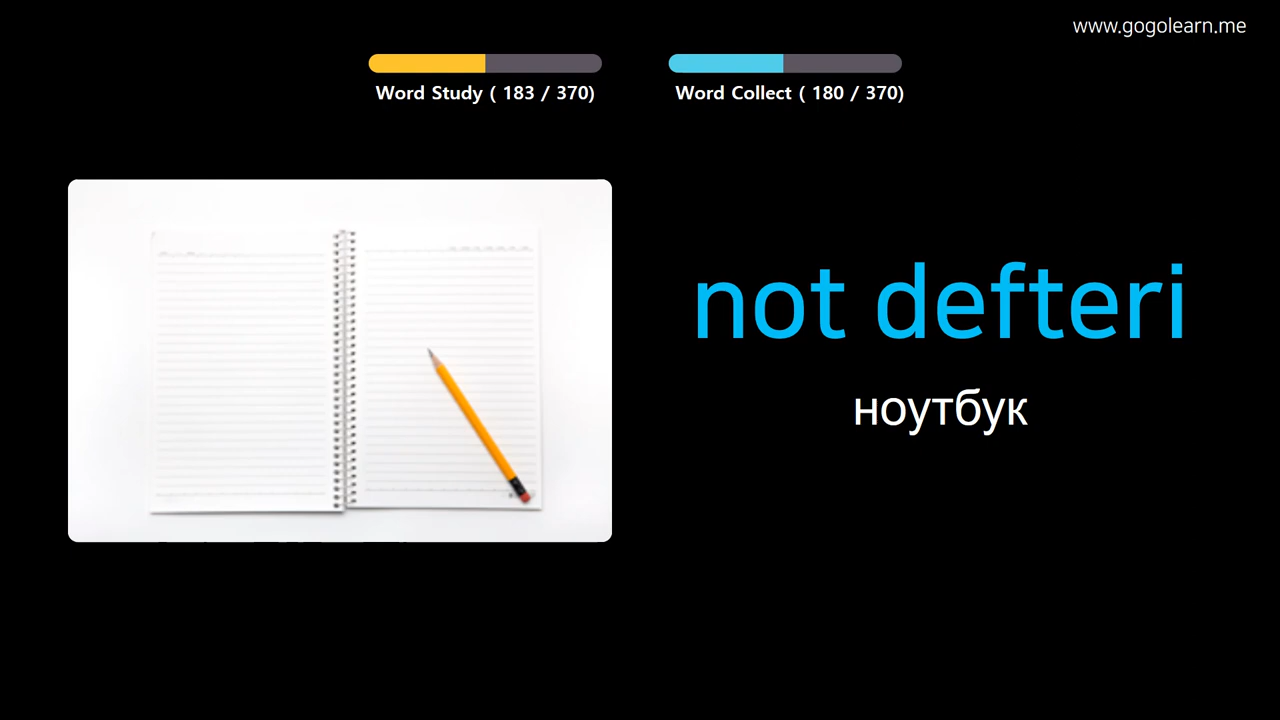 www.gogolearn.me
Word Study ( 183 / 370)
Word Collect ( 180 / 370)
not defteri
ноутбук